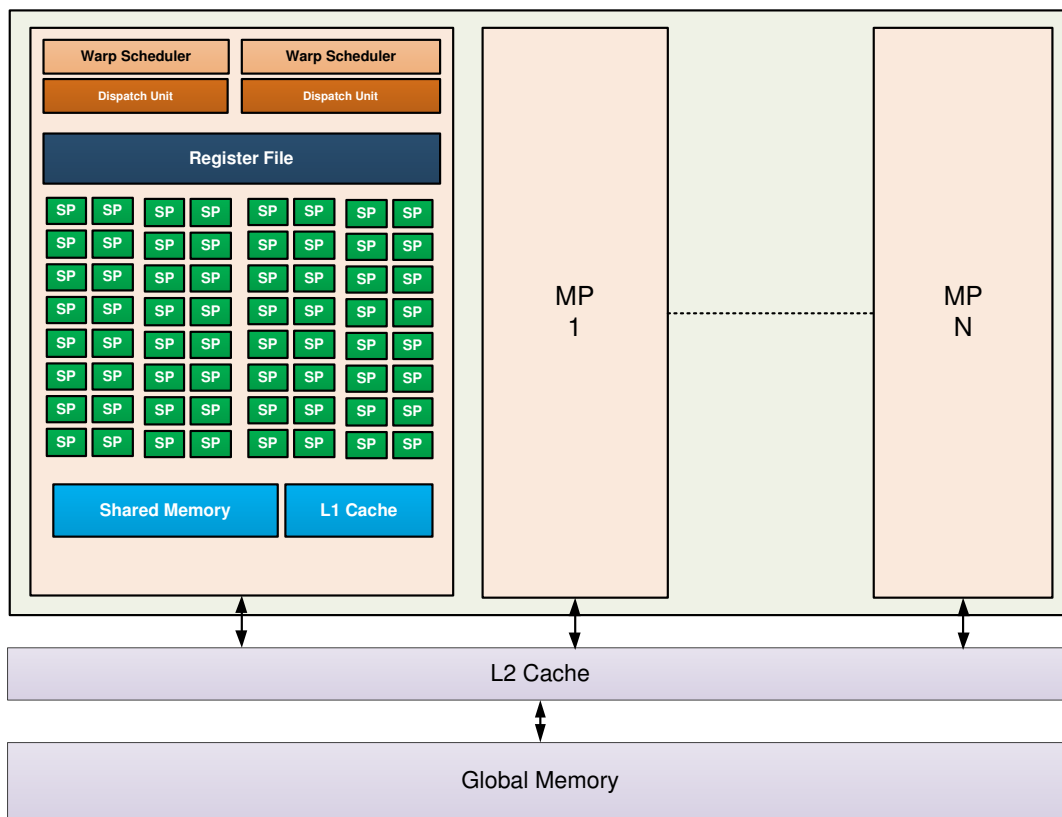 Warp Scheduler Warp Scheduler
Dispatch Unit Dispatch Unit
Register File
SP SP SP SP SP SP SP SP
SP SP SP SP SP SP SP SP
SP SP SP SP SP SP SP SP
SP SP SP SP SP SP SP SP
SP SP SP SP SP SP SP SP
SP SP SP SP SP SP SP SP
SP SP SP SP SP SP SP SP
SP SP SP SP SP SP SP SP
Shared Memory L1 Cache
MP
1
MP
N
L2 Cache
Global Memory